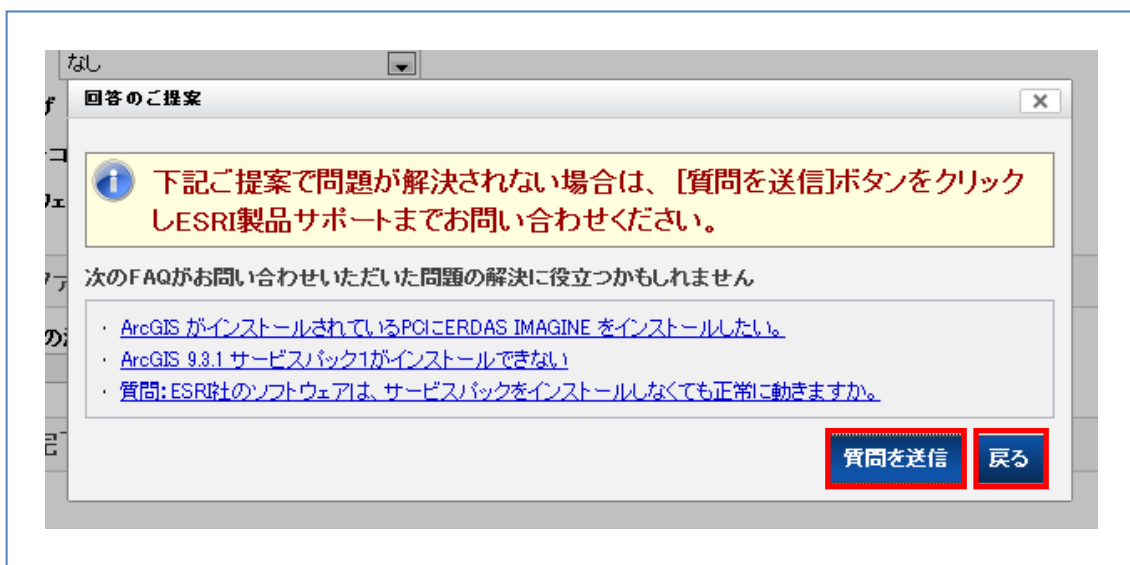 なし
回答のご提案
下記ご提案で問題が解決されない場合は、[質問を送信]ボタンをクリック
しESRI製品サポートまでお問い合わせください。
次のFAQがお問い合わせいただいた問題の解決に役立つかもしれません
・ ArcGIS がインストールされているPCにERDAS IMAGINE をインストールしたい。
・ ArcGIS 9.3.1 サービスパック1がインストールできない
・ 質問：ESRI社のソフトウェアは、サービスパックをインストールしなくても正常に動きますか。
質問を送信 戻る